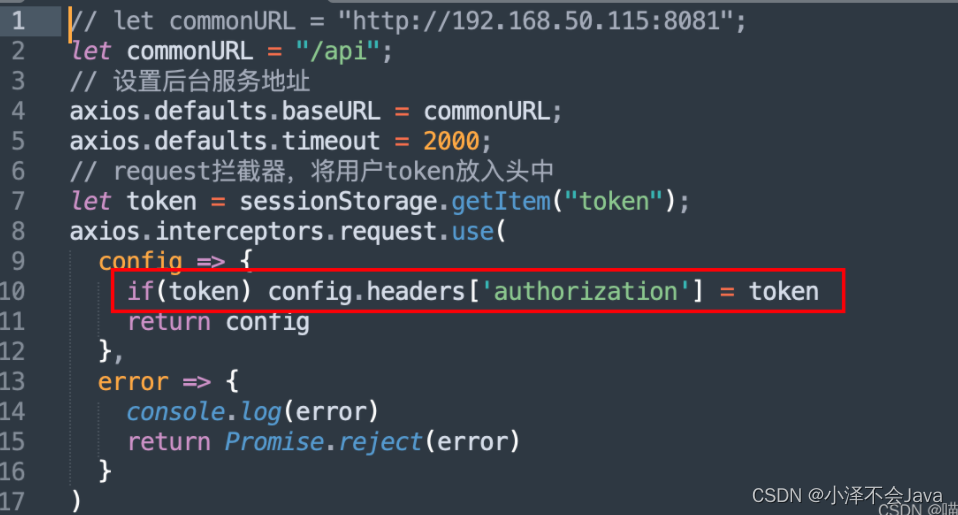 1 // let commonURL = "http://192.168.50.115:8081";
2 let commonURL = "/api";
3 // 设置后台服务地址
4 axios.defaults.baseURL = commonURL;
5 axios.defaults.timeout = 2000;
6 // request拦截器，将用户token放入头中
7 let token = sessionStorage.getItem("token");
8 axios.interceptors.request.use(
9 config => {
10 if(token) config.headers['authorization'] = token
11 return config
12 },
13 error => {
14 console.log(error)
15 return Promise.reject(error)
16 }
17 )
CSDN @小泽不会Java
CSDN @喵